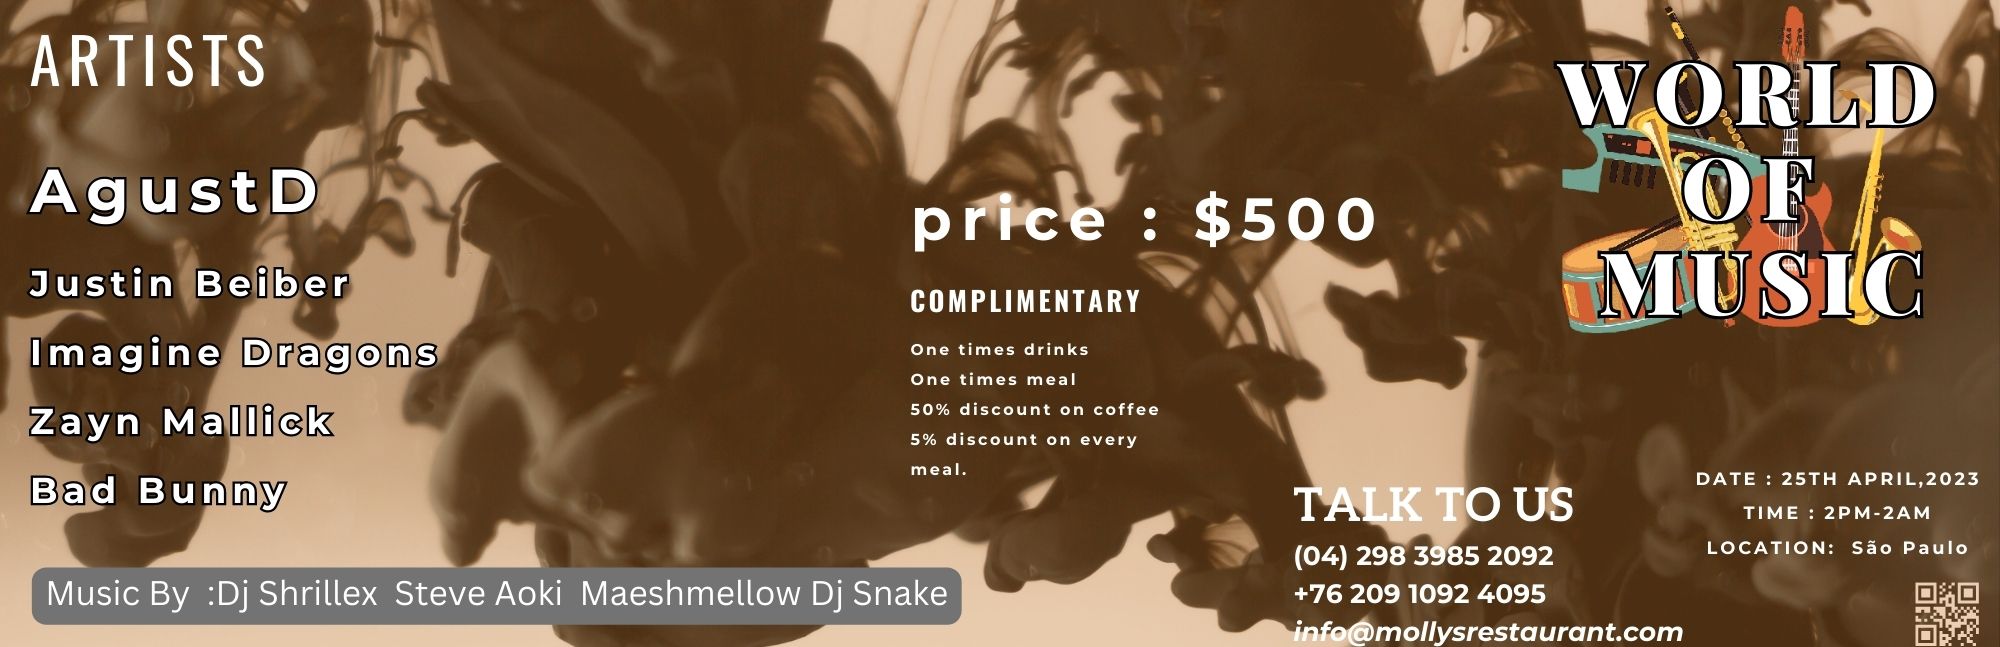 ARTISTS
AgustD
Justin Beiber
Imagine Dragons
Zayn Mallick
Bad Bunny
Music By :Dj Shrillex Steve Aoki Maeshmellow Dj Snake
price : $500
COMPLIMENTARY
One times drinks
One times meal
50% discount on coffee
5% discount on every
meal.
TALK TO US
(04) 298 3985 2092
+76 209 1092 4095
info@mollysrestaurant.com
WORLD
OF
MUSIC
DATE : 25TH APRIL,2023
TIME : 2PM-2AM
LOCATION: São Paulo